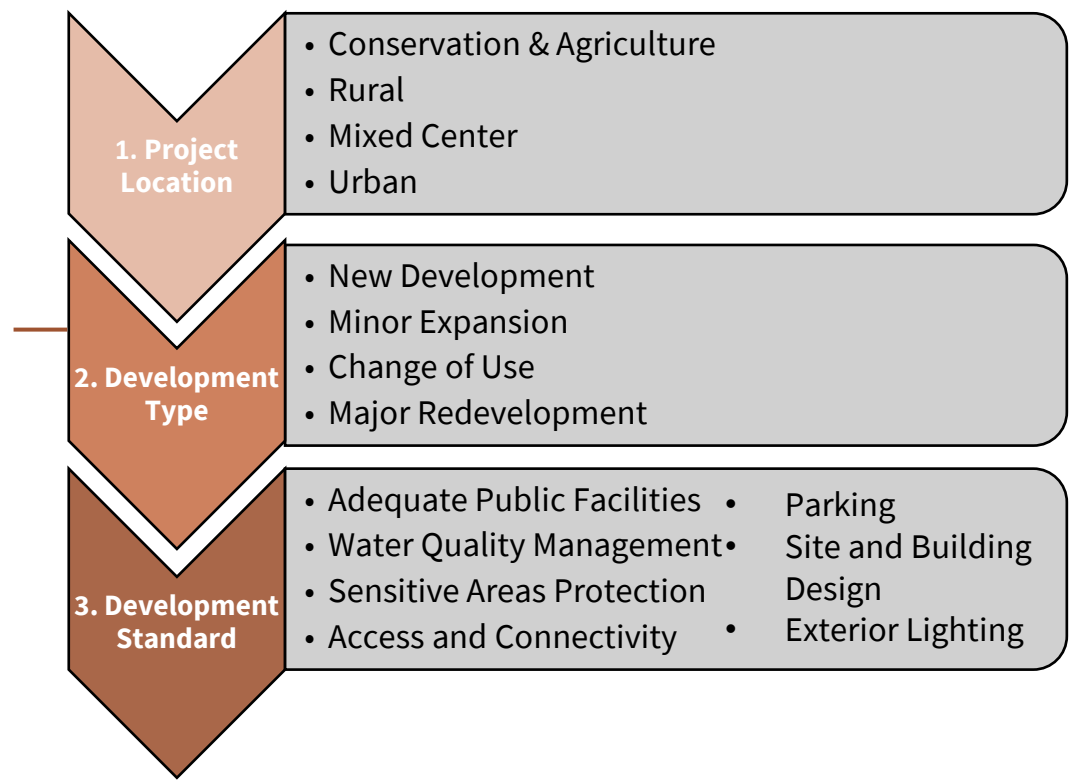 1. Project
Location
• Conservation & Agriculture
• Rural
• Mixed Center
• Urban
2. Development
Type
• New Development
• Minor Expansion
• Change of Use
• Major Redevelopment
3. Development
Standard
• Adequate Public Facilities
• Water Quality Management
• Sensitive Areas Protection
• Access and Connectivity
• Parking
• Site and Building
Design
• Exterior Lighting